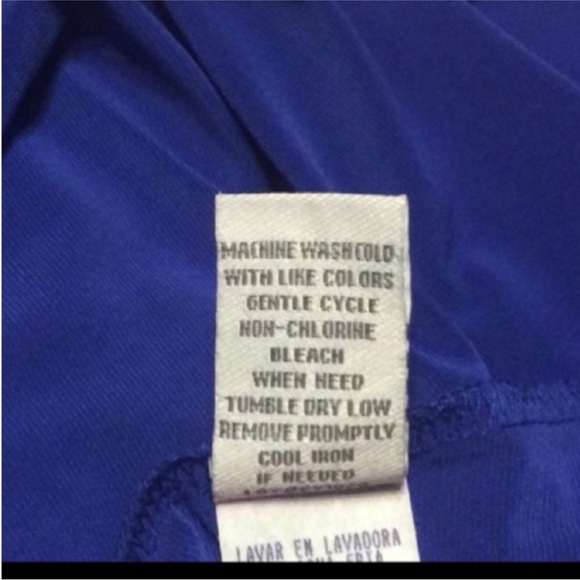 MACHINE WASH COLD
WITH LIKE COLORS
GENTLE CYCLE
NON-CHLORINE
BLEACH
WHEN NEED
TUMBLE DRY LOW
REMOVE PROMPTLY
COOL IRON
IF NEEDED
LAVAR EN LAVADORA